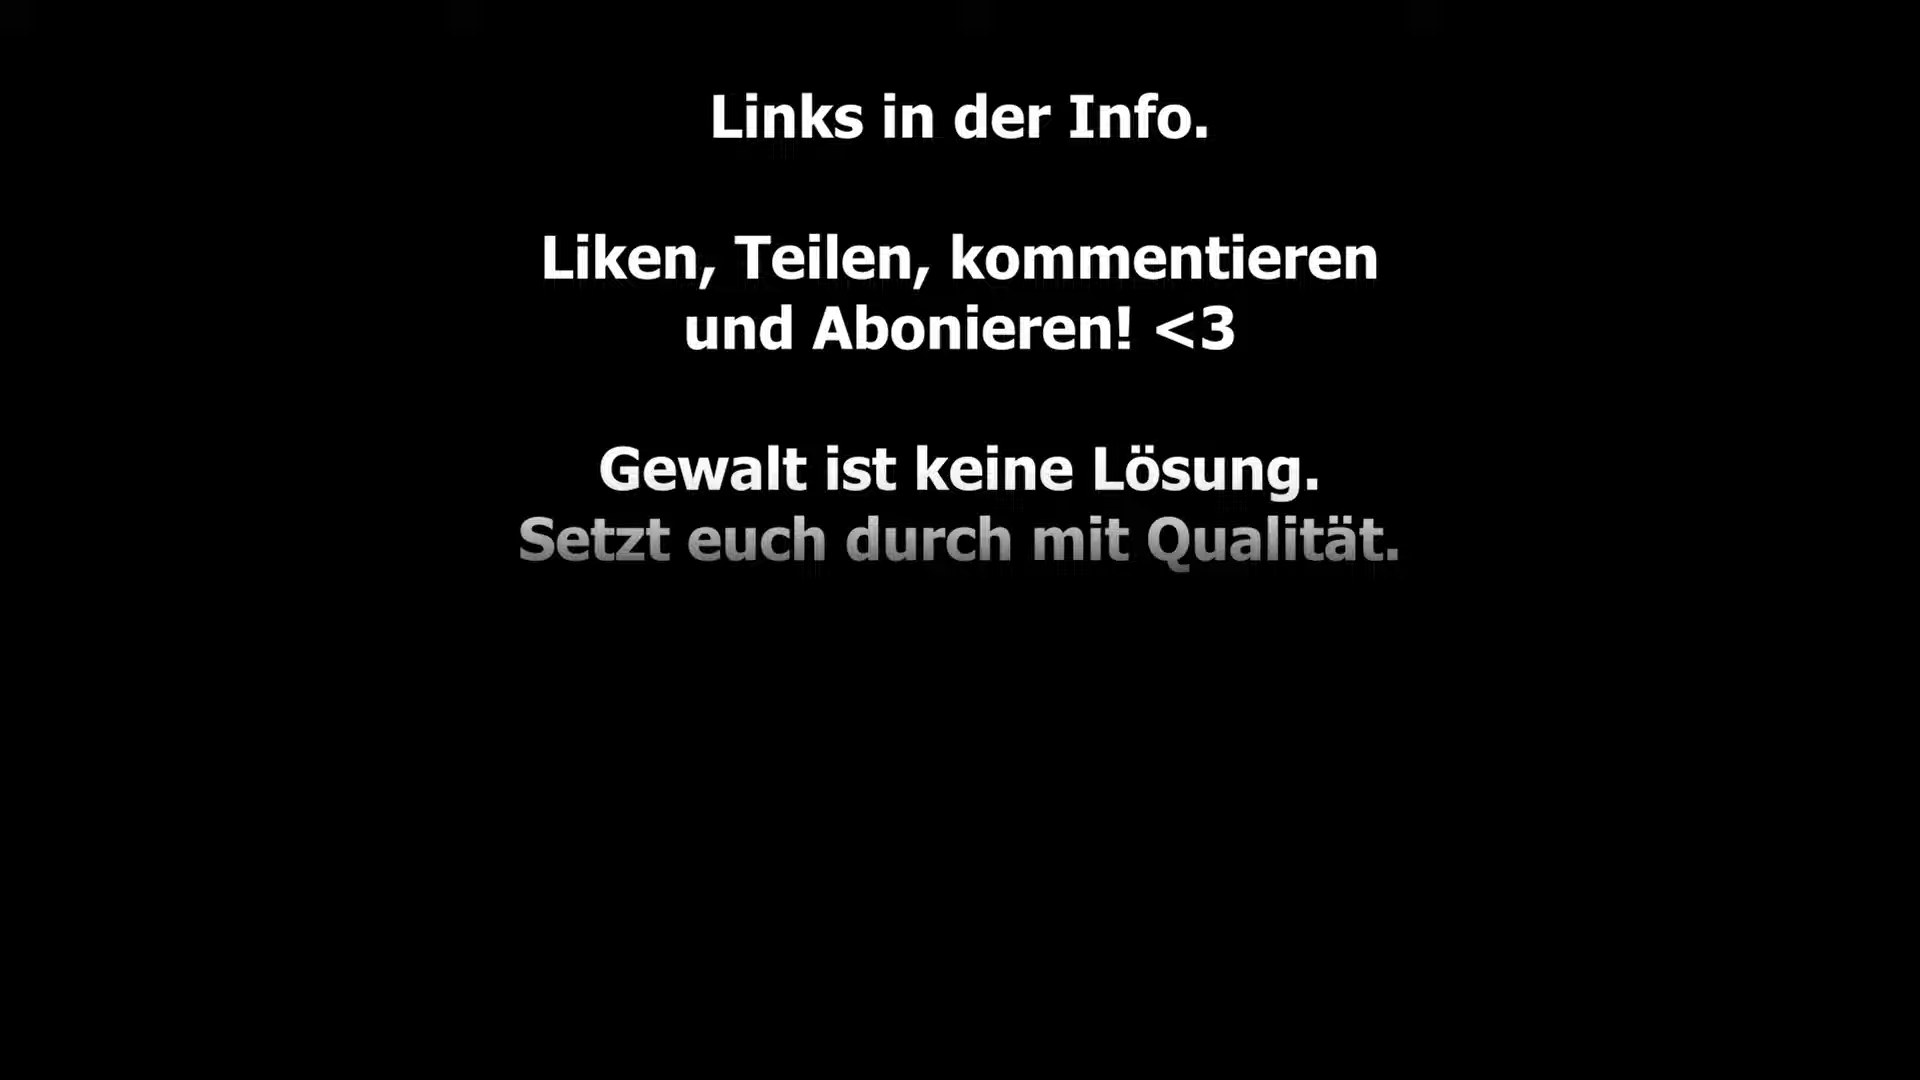 Links in der Info.
Liken, Teilen, kommentieren
und Abonieren! <3
Gewalt ist keine Lösung.
Setzt euch durch mit Qualität.